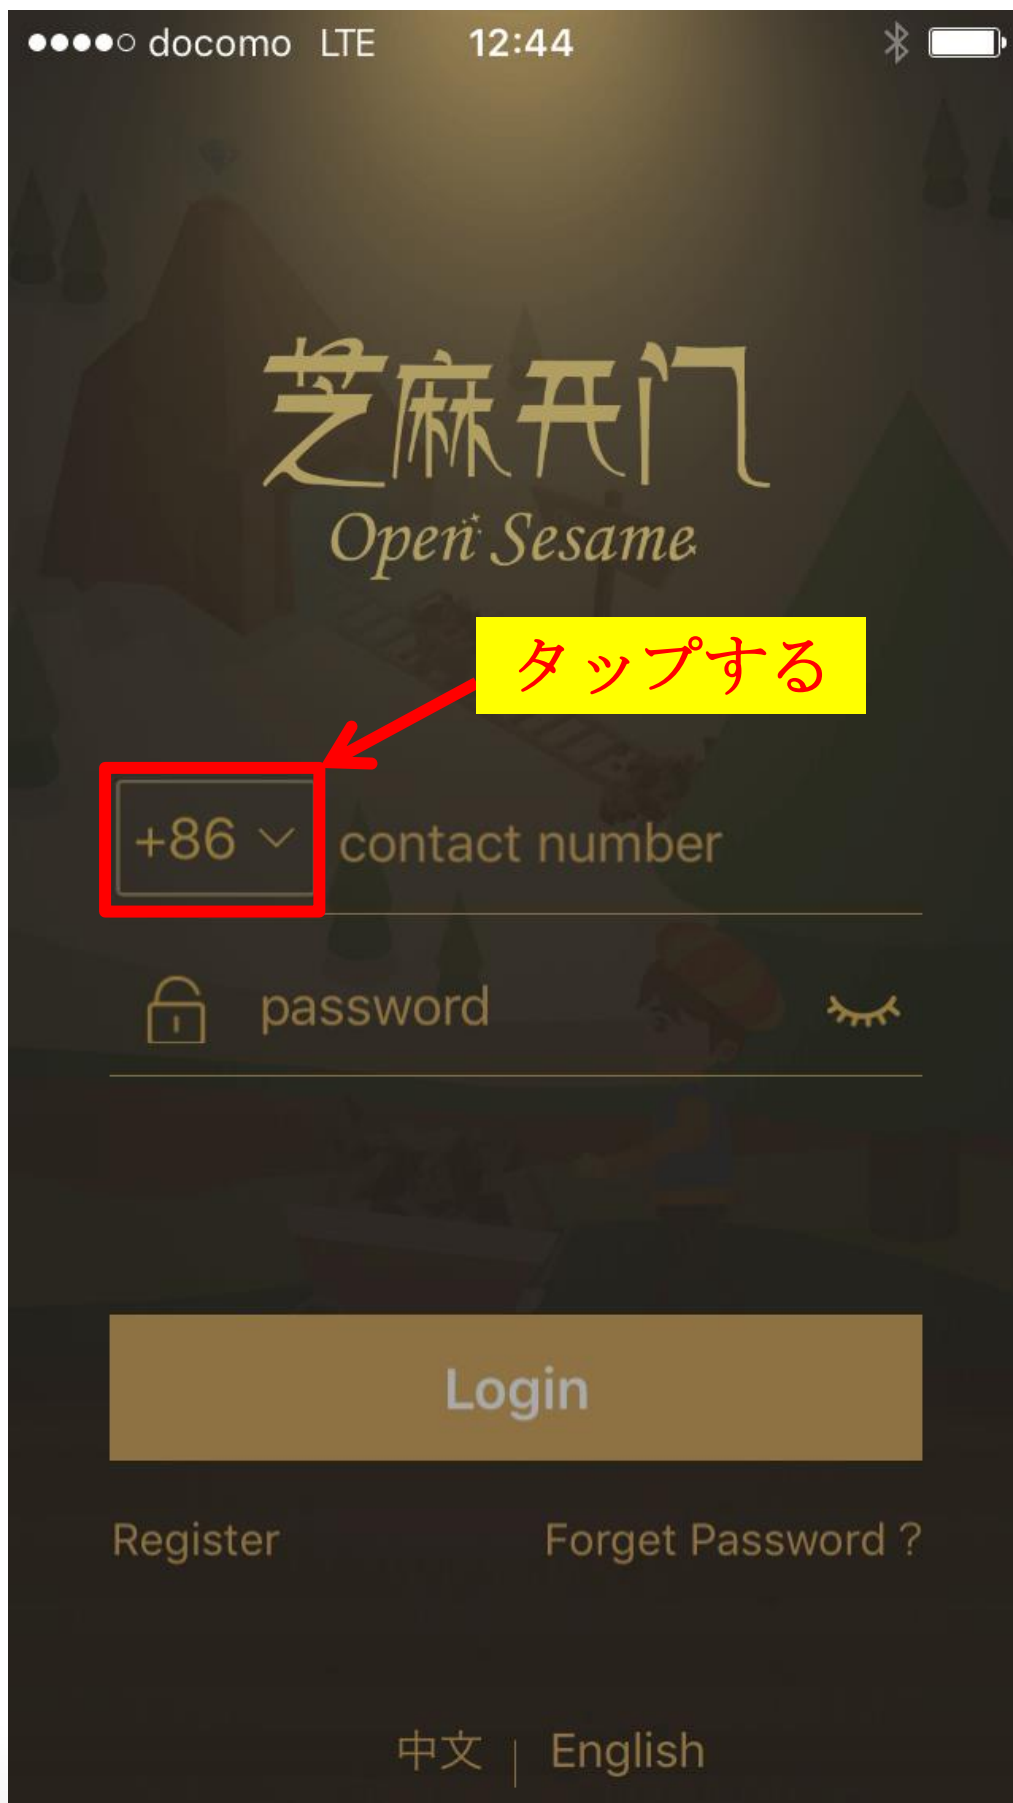 docomo LTE 12:44
芝麻开门
Open Sesame
タップする
+86 contact number
password
Login
Register Forget Password ?
中文 | English